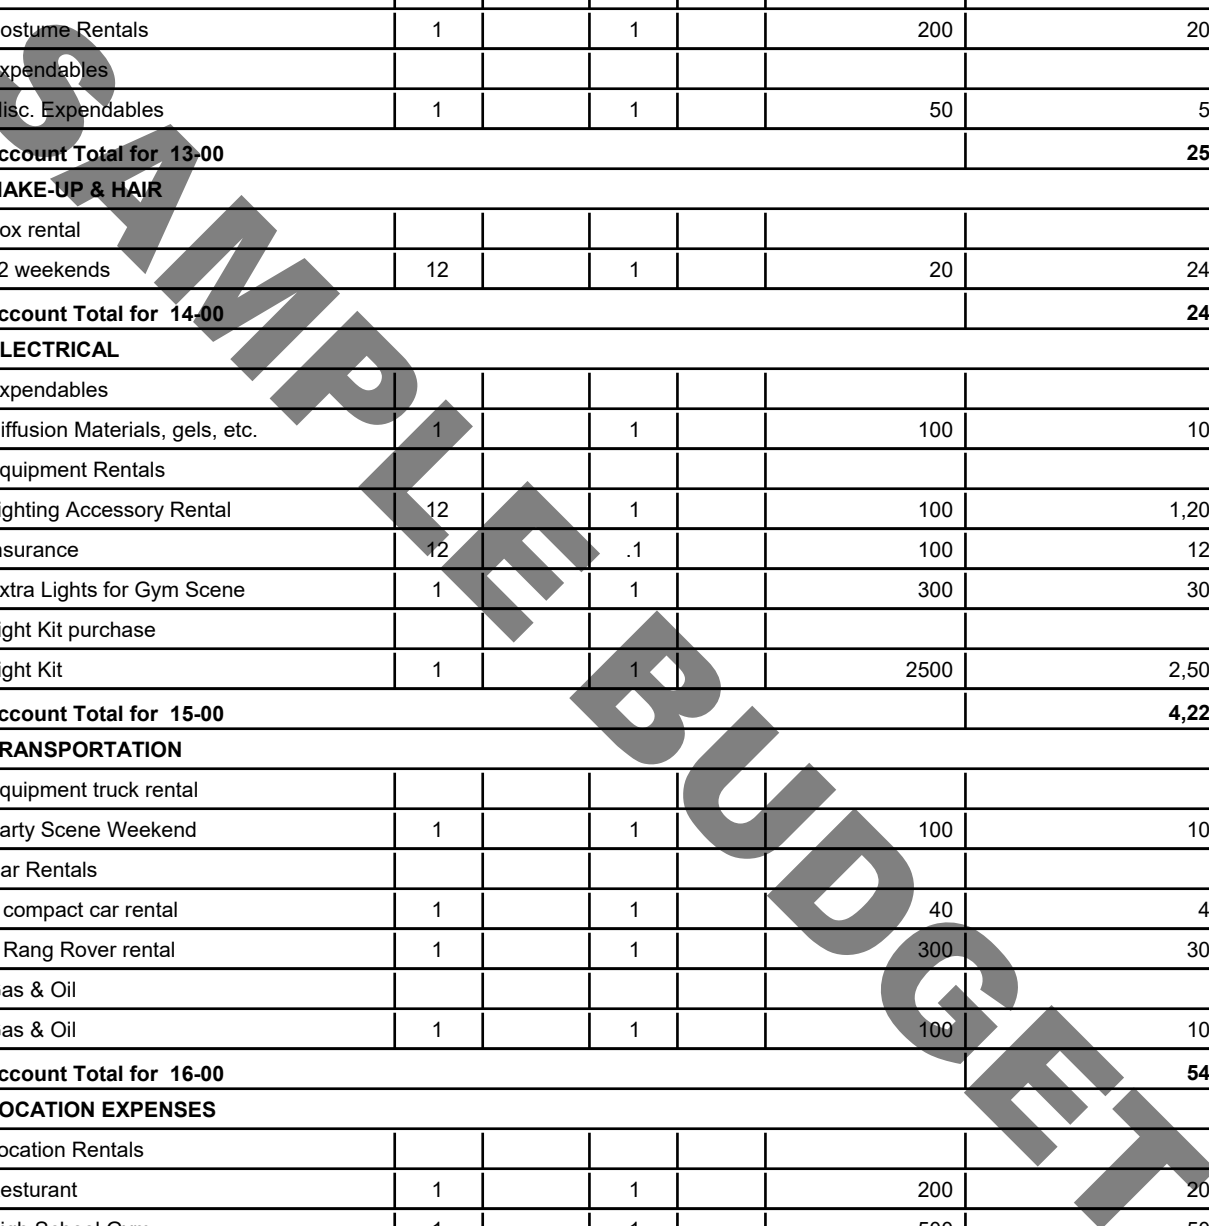 ostume Rentals 1 1 200 20
xpendables
isc. Expendables 1 1 50 5
ccount Total for 13-00 25
AKE-UP & HAIR
ox rental
2 weekends 12 1 20 24
ccount Total for 14-00 24
LECTRICAL
xpendables
iffusion Materials, gels, etc. 1 1 100 10
quipment Rentals
ighting Accessory Rental 12 1 100 1,20
nsurance 12 .1 100 12
xtra Lights for Gym Scene 1 1 300 30
ight Kit purchase
ight Kit 1 1 2500 2,50
ccount Total for 15-00 4,22
RANSPORTATION
quipment truck rental
arty Scene Weekend 1 1 100 10
ar Rentals
compact car rental 1 1 40 4
Rang Rover rental 1 1 300 30
as & Oil
as & Oil 1 1 100 10
ccount Total for 16-00 54
OCATION EXPENSES
ocation Rentals
esturant 1 1 200 20
igh School Gym 1 1 500 50
SAMPLE BUDGET